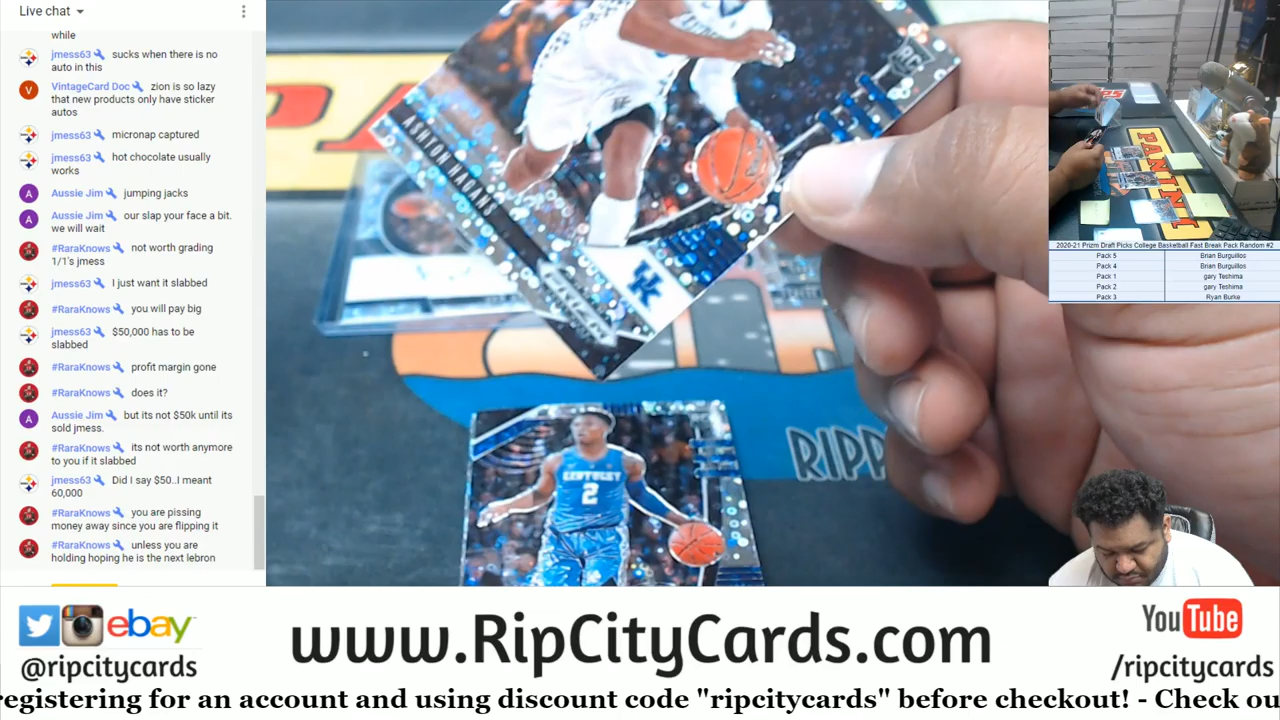 Live chat
while
jmess63 sucks when there is no
auto in this
VintageCard Doc zion is so lazy
that new products only have sticker
autos
jmess63 micronap captured
jmess63 hot chocolate usually
works
Aussie Jim jumping jacks
Aussie Jim our slap your face a bit.
we will wait
#RaraKnows not worth grading
1/1's jmess
jmess63 I just want it slabbed
#RaraKnows you will pay big
jmess63 $50,000 has to be
slabbed
#RaraKnows profit margin gone
#RaraKnows does it?
Aussie Jim but its not $50k until its
sold jmess.
#RaraKnows its not worth anymore
to you if it slabbed
jmess63 Did I say $50..I meant
60,000
#RaraKnows you are pissing
money away since you are flipping it
#RaraKnows unless you are
holding hoping he is the next lebron
V
A
A
A
ASHTON HAGANS
PRIZM
RC
UK
KENTUCKY
2
RIPP
PANINI
2020-21 Prizm Draft Picks College Basketball Fast Break Pack Random #2
Pack 5 Brian Burguillos
Pack 4 Brian Burguillos
Pack 1 gary Teshima
Pack 2 gary Teshima
Pack 3 Ryan Burke
ebay
@ripcitycards
www.RipCityCards.com
YouTube
/ripcitycards
registering for an account and using discount code "ripcitycards" before checkout! - Check ou